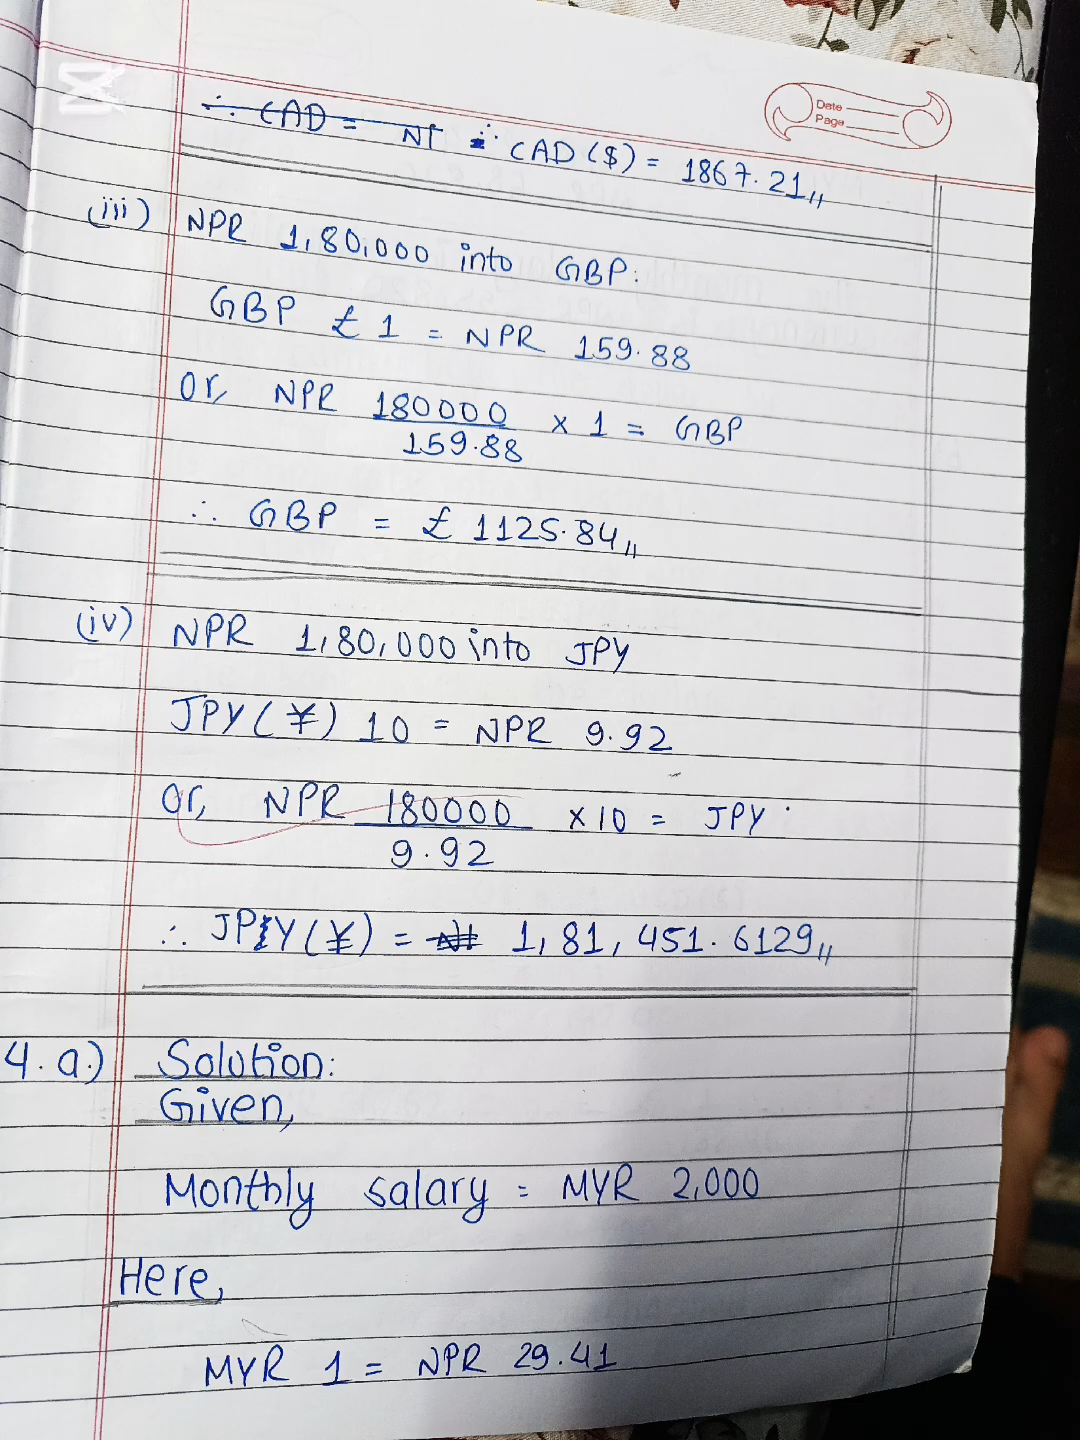 Date
Page
∴ CAD = NP ∴ CAD ($) = 1867.21,,
(iii) NPR 1,80,000 into GBP:
GBP £ 1 = NPR 159.88
or, NPR 180000/159.88 × 1 = GBP
∴ GBP = £ 1125.84,,
(iv) NPR 1,80,000 into JPY
JPY (¥) 10 = NPR 9.92
or, NPR 180000/9.92 × 10 = JPY
∴ JPY (¥) = 1,81,451.6129,,
4.a.) Solution:
Given,
Monthly salary = MYR 2,000
Here,
MYR 1 = NPR 29.41